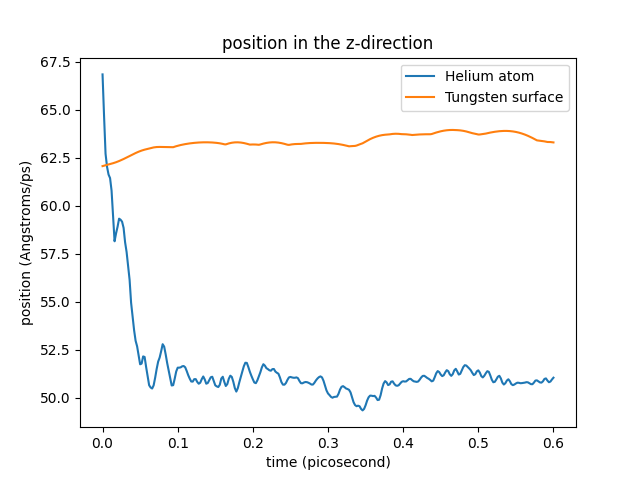 position in the z-direction
Helium atom
Tungsten surface
position (Angstroms/ps)
67.5
65.0
62.5
60.0
57.5
55.0
52.5
50.0
0.0 0.1 0.2 0.3 0.4 0.5 0.6
time (picosecond)